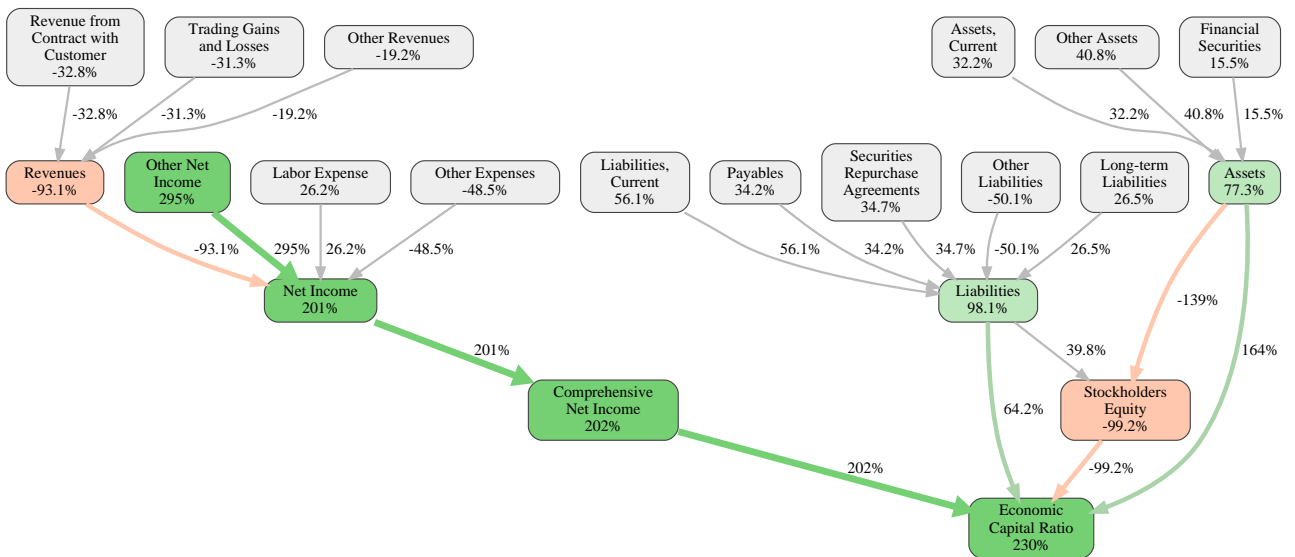 Revenue from
Contract with
Customer
-32.8%
Trading Gains
and Losses
-31.3%
Other Revenues
-19.2%
Assets,
Current
32.2%
Other Assets
40.8%
Financial
Securities
15.5%
-32.8%
-31.3%
-19.2%
32.2%
40.8%
15.5%
Revenues
-93.1%
Other Net
Income
295%
Labor Expense
26.2%
Other Expenses
-48.5%
Liabilities,
Current
56.1%
Payables
34.2%
Securities
Repurchase
Agreements
34.7%
Other
Liabilities
-50.1%
Long-term
Liabilities
26.5%
Assets
77.3%
-93.1%
295%
26.2%
-48.5%
56.1%
34.2%
34.7%
-50.1%
26.5%
Net Income
201%
Liabilities
98.1%
-139%
201%
39.8%
164%
Comprehensive
Net Income
202%
64.2%
Stockholders
Equity
-99.2%
202%
-99.2%
Economic
Capital Ratio
230%